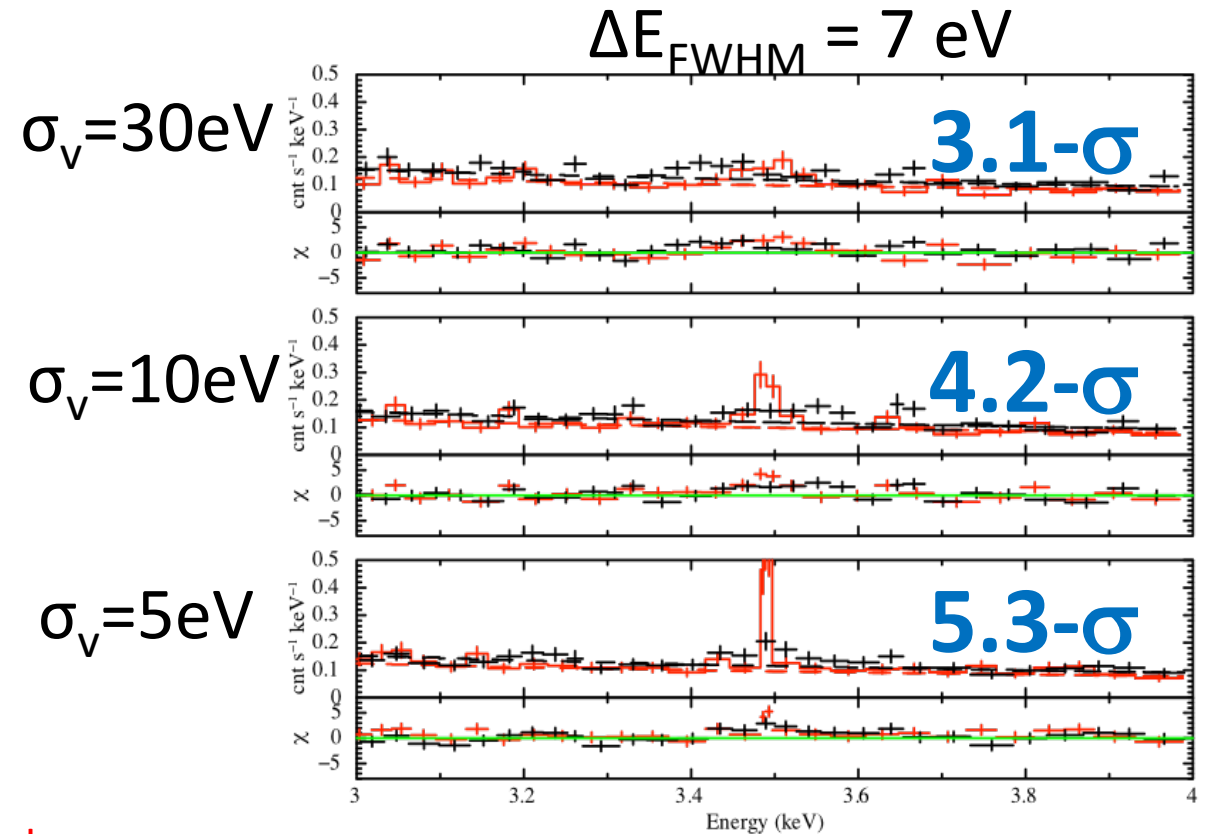 ΔE_FWHM = 7 eV
σ_v=30eV
3.1-σ
cnt s⁻¹ keV⁻¹
0.5
0.4
0.3
0.2
0.1
0
χ
5
0
−5
σ_v=10eV
4.2-σ
cnt s⁻¹ keV⁻¹
0.5
0.4
0.3
0.2
0.1
0
χ
5
0
−5
σ_v=5eV
5.3-σ
cnt s⁻¹ keV⁻¹
0.5
0.4
0.3
0.2
0.1
0
χ
5
0
−5
3 3.2 3.4 3.6 3.8 4
Energy (keV)